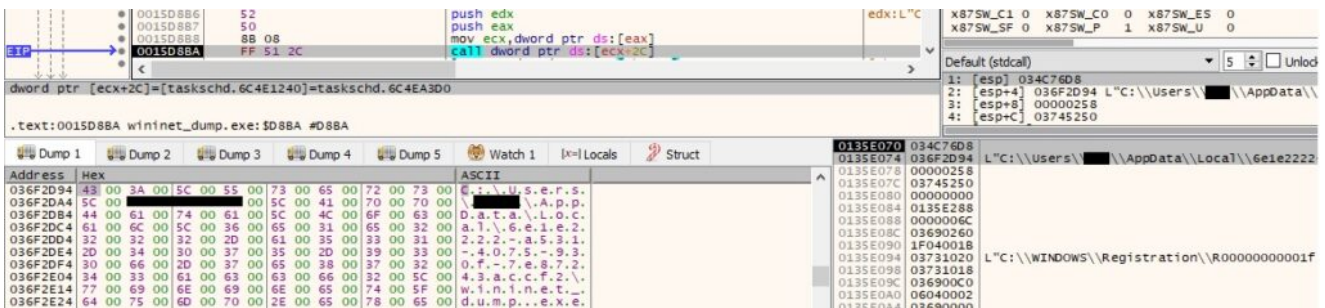 0015D8B6 52 push edx edx:L"C
0015D8B7 50 push eax
0015D8B8 8B 08 mov ecx,dword ptr ds:[eax]
EIP 0015D8BA FF 51 2C call dword ptr ds:[ecx+2C]
x87SW_C1 0 x87SW_C0 0 x87SW_ES 0
x87SW_SF 0 x87SW_P 1 x87SW_U 0
Default (stdcall) 5 Unlock
1: [esp] 034C76D8
2: [esp+4] 036F2D94 L"C:\\Users\\ \\AppData\\
3: [esp+8] 00000258
4: [esp+C] 03745250
dword ptr [ecx+2C]=[taskschd.6C4E1240]=taskschd.6C4EA3D0
.text:0015D8BA wininet_dump.exe:$D8BA #D8BA
Dump 1 Dump 2 Dump 3 Dump 4 Dump 5 Watch 1 [x=] Locals Struct
Address Hex ASCII
036F2D94 43 00 3A 00 5C 00 55 00 73 00 65 00 72 00 73 00 C.:.\.U.s.e.r.s.
036F2DA4 5C 00 00 5C 00 41 00 70 00 70 00 \. .\.A.p.p.
036F2DB4 44 00 61 00 74 00 61 00 5C 00 4C 00 6F 00 63 00 D.a.t.a.\.L.o.c.
036F2DC4 61 00 6C 00 5C 00 36 00 65 00 31 00 65 00 32 00 a.l.\.6.e.1.e.2.
036F2DD4 32 00 32 00 32 00 2D 00 61 00 35 00 33 00 31 00 2.2.2.-.a.5.3.1.
036F2DE4 2D 00 34 00 30 00 37 00 35 00 2D 00 39 00 33 00 -.4.0.7.5.-.9.3.
036F2DF4 30 00 66 00 2D 00 37 00 65 00 38 00 37 00 32 00 0.f.-.7.e.8.7.2.
036F2E04 34 00 33 00 61 00 63 00 63 00 66 00 32 00 5C 00 4.3.a.c.c.f.2.\.
036F2E14 77 00 69 00 6E 00 69 00 6E 00 65 00 74 00 5F 00 w.i.n.i.n.e.t._.
036F2E24 64 00 75 00 6D 00 70 00 2E 00 65 00 78 00 65 00 d.u.m.p...e.x.e.
0135E070 034C76D8
0135E074 036F2D94 L"C:\\Users\\ \\AppData\\Local\\6e1e2222-
0135E078 00000258
0135E07C 03745250
0135E080 00000000
0135E084 0135E288
0135E088 0000006C
0135E08C 03690260
0135E090 1F04001B
0135E094 03731020 L"C:\\WINDOWS\\Registration\\R00000000001f
0135E098 03731018
0135E09C 036900C0
0135E0A0 06040002
0135E0A4 03690000